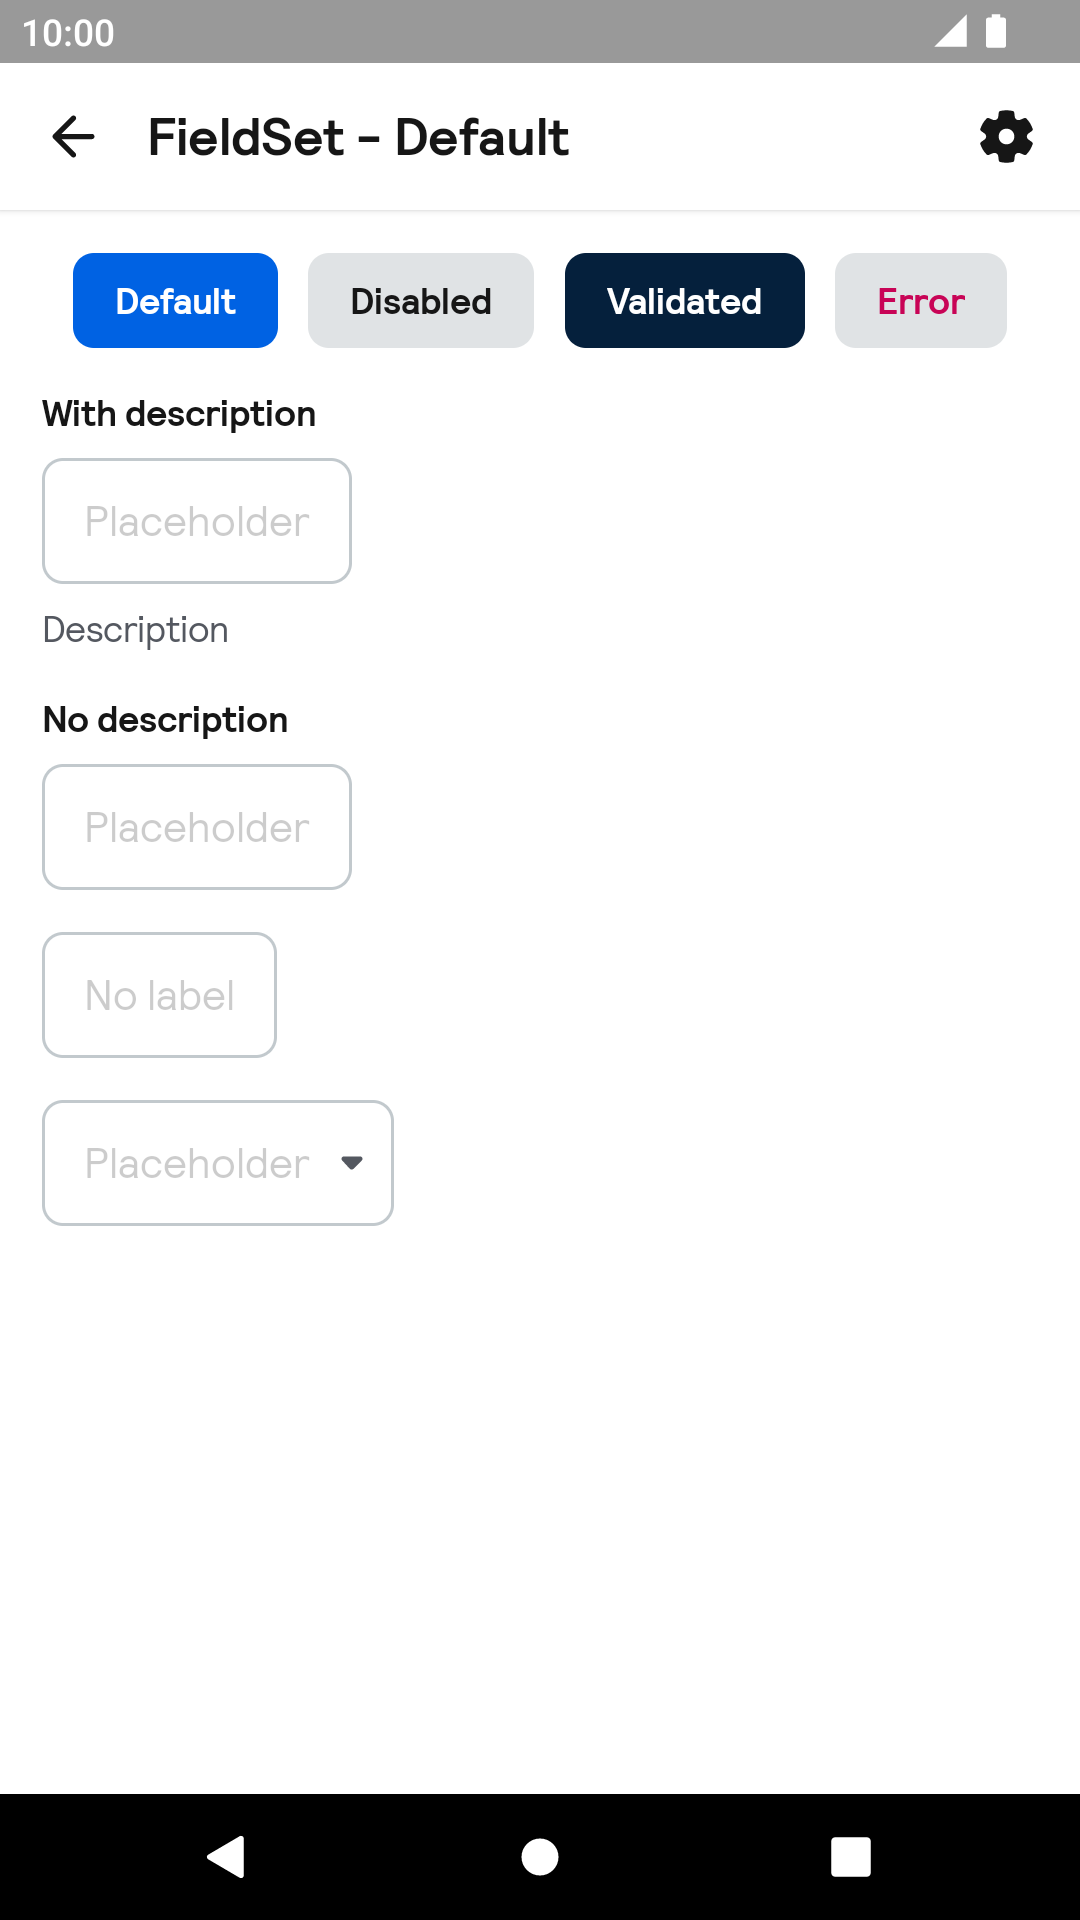 10:00
FieldSet - Default
Default Disabled Validated Error
With description
Placeholder
Description
No description
Placeholder
No label
Placeholder